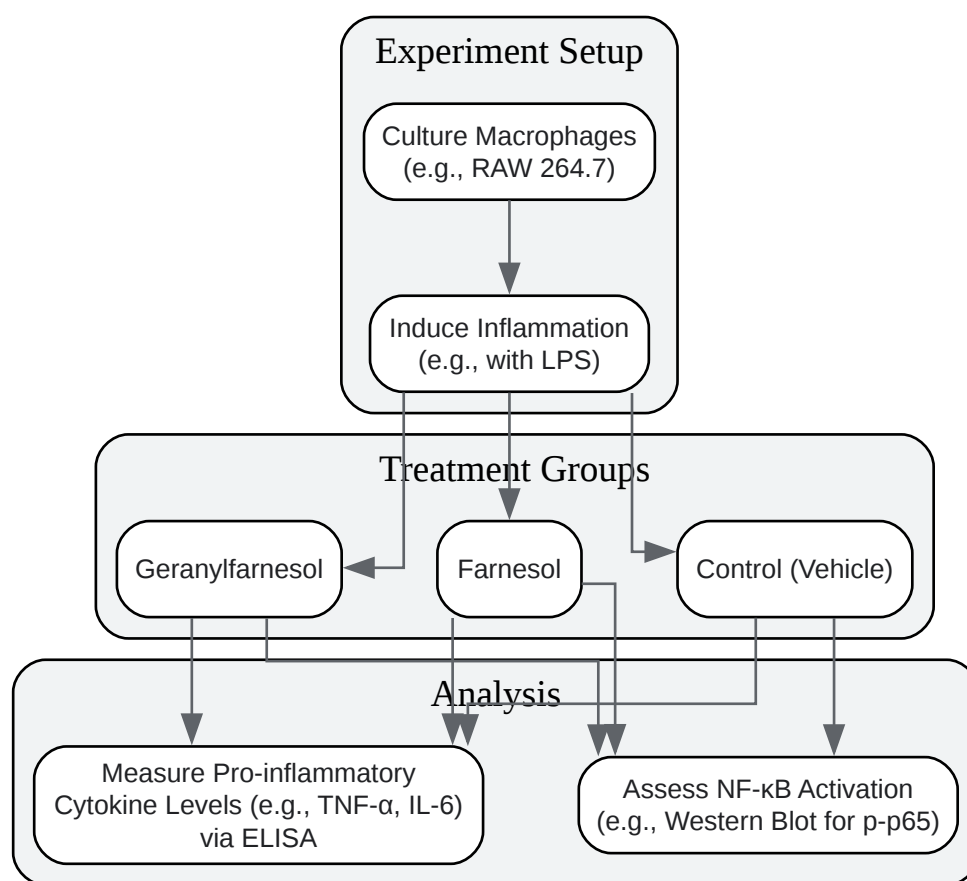 Experiment Setup
Culture Macrophages
(e.g., RAW 264.7)
Induce Inflammation
(e.g., with LPS)
Treatment Groups
Geranylfarnesol
Farnesol
Control (Vehicle)
Analysis
Measure Pro-inflammatory
Cytokine Levels (e.g., TNF-α, IL-6)
via ELISA
Assess NF-κB Activation
(e.g., Western Blot for p-p65)